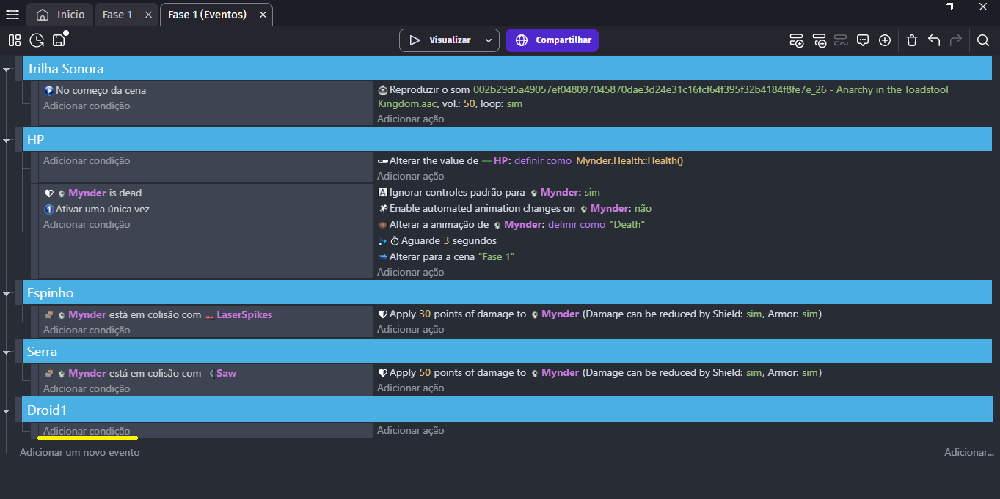 Início
Fase 1
Fase 1 (Eventos)
Visualizar
Compartilhar
Trilha Sonora
No começo da cena
Adicionar condição
Reproduzir o som 002b29d5a49057ef048097045870dae3d24e31c16fcf64f395f32b4184f8fe7e_26 - Anarchy in the Toadstool
Kingdom.aac, vol.: 50, loop: sim
Adicionar ação
HP
Adicionar condição
Alterar the value de HP: definir como Mynder.Health::Health()
Adicionar ação
Mynder is dead
Ativar uma única vez
Adicionar condição
Ignorar controles padrão para Mynder: sim
Enable automated animation changes on Mynder: não
Alterar a animação de Mynder: definir como "Death"
Aguarde 3 segundos
Alterar para a cena "Fase 1"
Adicionar ação
Espinho
Mynder está em colisão com LaserSpikes
Adicionar condição
Apply 30 points of damage to Mynder (Damage can be reduced by Shield: sim, Armor: sim)
Adicionar ação
Serra
Mynder está em colisão com Saw
Adicionar condição
Apply 50 points of damage to Mynder (Damage can be reduced by Shield: sim, Armor: sim)
Adicionar ação
Droid1
Adicionar condição
Adicionar ação
Adicionar um novo evento
Adicionar...